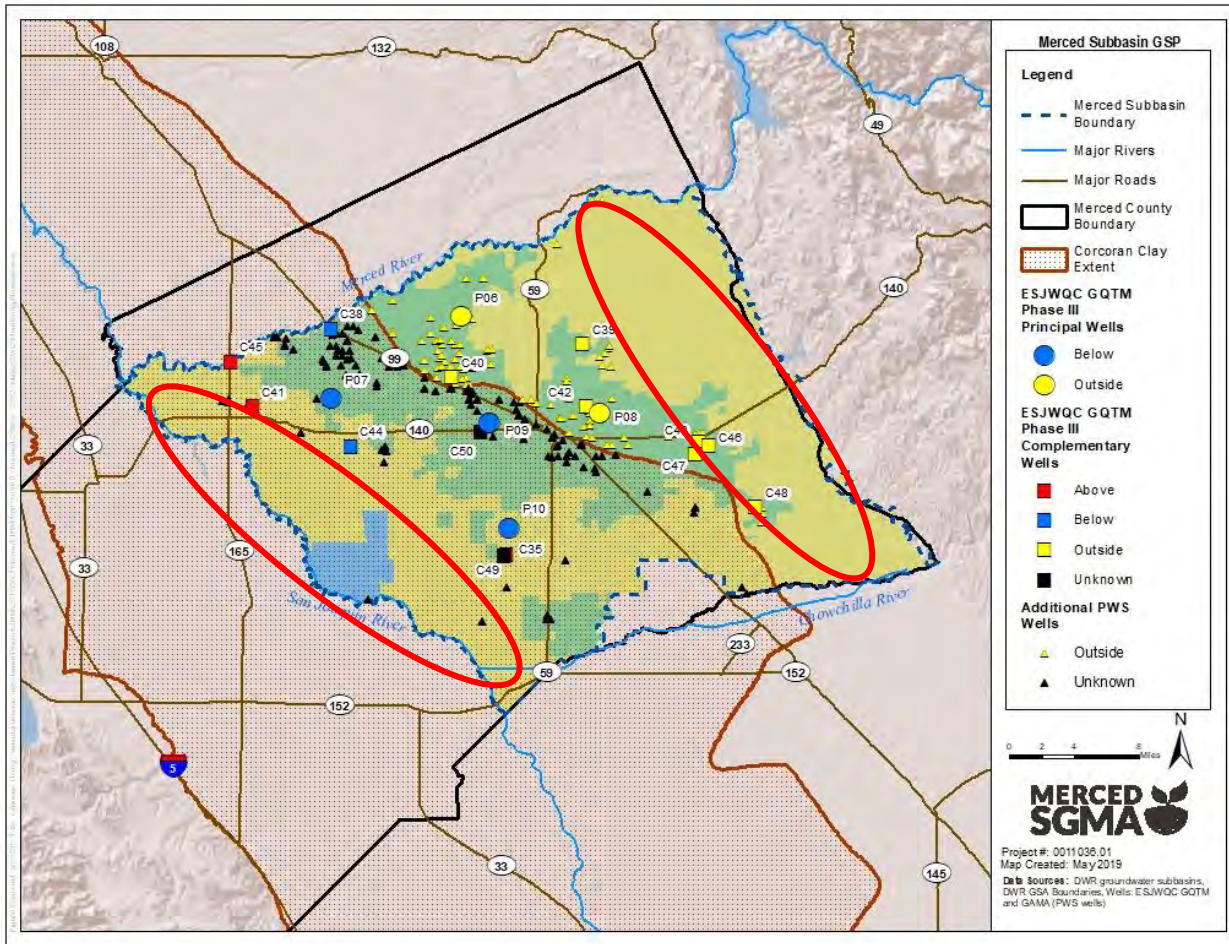 108
132
49
140
59
99
140
33
165
33
152
59
233
152
5
33
145
Merced River
San Joaquin River
Chowchilla River
P06
C38
C39
C45
C40
P07
C42
C41
P08
P09
C44
C46
C50
C47
C48
P10
C35
C49
Merced Subbasin GSP
Legend
Merced Subbasin
Boundary
Major Rivers
Major Roads
Merced County
Boundary
Corcoran Clay
Extent
ESJWQC GQTM
Phase III
Principal Wells
Below
Outside
ESJWQC GQTM
Phase III
Complementary
Wells
Above
Below
Outside
Unknown
Additional PWS
Wells
Outside
Unknown
N
0 2 4 8
Miles
MERCED
SGMA
Project #: 0011036.01
Map Created: May 2019
Data Sources: DWR groundwater subbasins,
DWR GSA Boundaries, Wells: ESJWQC GQTM
and GAMA (PWS wells)